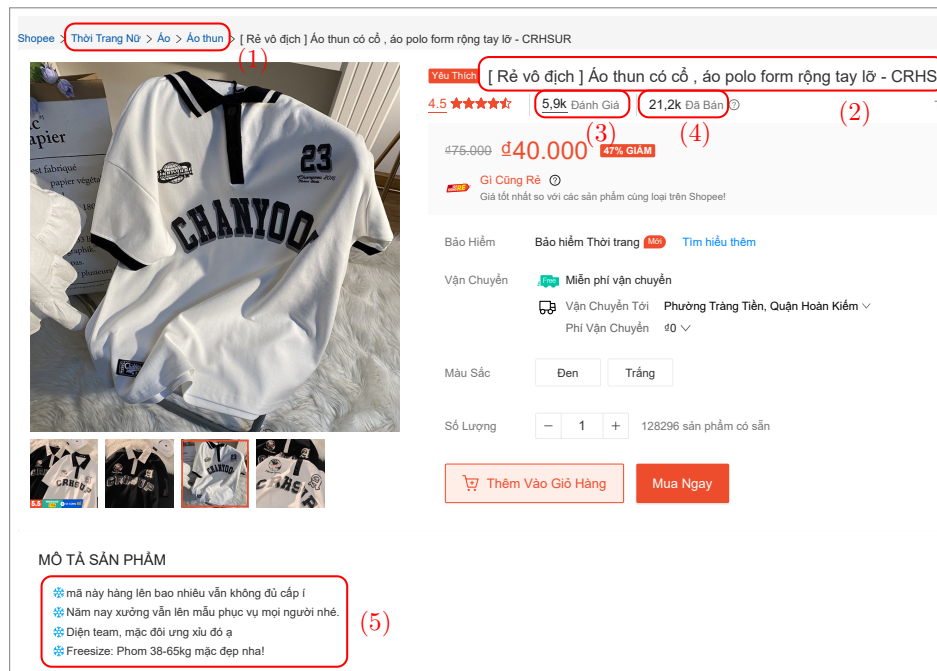 Shopee > Thời Trang Nữ > Áo > Áo thun > [ Rẻ vô địch ] Áo thun có cổ , áo polo form rộng tay lỡ - CRHSUR
(1)
Yêu Thích [ Rẻ vô địch ] Áo thun có cổ , áo polo form rộng tay lỡ - CRHS
(2)
4.5 5,9k Đánh Giá 21,2k Đã Bán
(3) (4)
₫75.000 ₫40.000 47% GIẢM
Gì Cũng Rẻ
Giá tốt nhất so với các sản phẩm cùng loại trên Shopee!
Bảo Hiểm Bảo hiểm Thời trang Mới Tìm hiểu thêm
Vận Chuyển Free Miễn phí vận chuyển
Vận Chuyển Tới Phường Tràng Tiền, Quận Hoàn Kiếm
Phí Vận Chuyển ₫0
Màu Sắc Đen Trắng
Số Lượng − 1 + 128296 sản phẩm có sẵn
Thêm Vào Giỏ Hàng Mua Ngay
apier
est fabriqué
papier végéta
23
CHANYOO
CRHSUR
CHANYOO
MÔ TẢ SẢN PHẨM
mã này hàng lên bao nhiêu vẫn không đủ cấp í
Năm nay xưởng vẫn lên mẫu phục vụ mọi người nhé.
Diện team, mặc đôi ưng xỉu đó ạ
Freesize: Phom 38-65kg mặc đẹp nha!
(5)